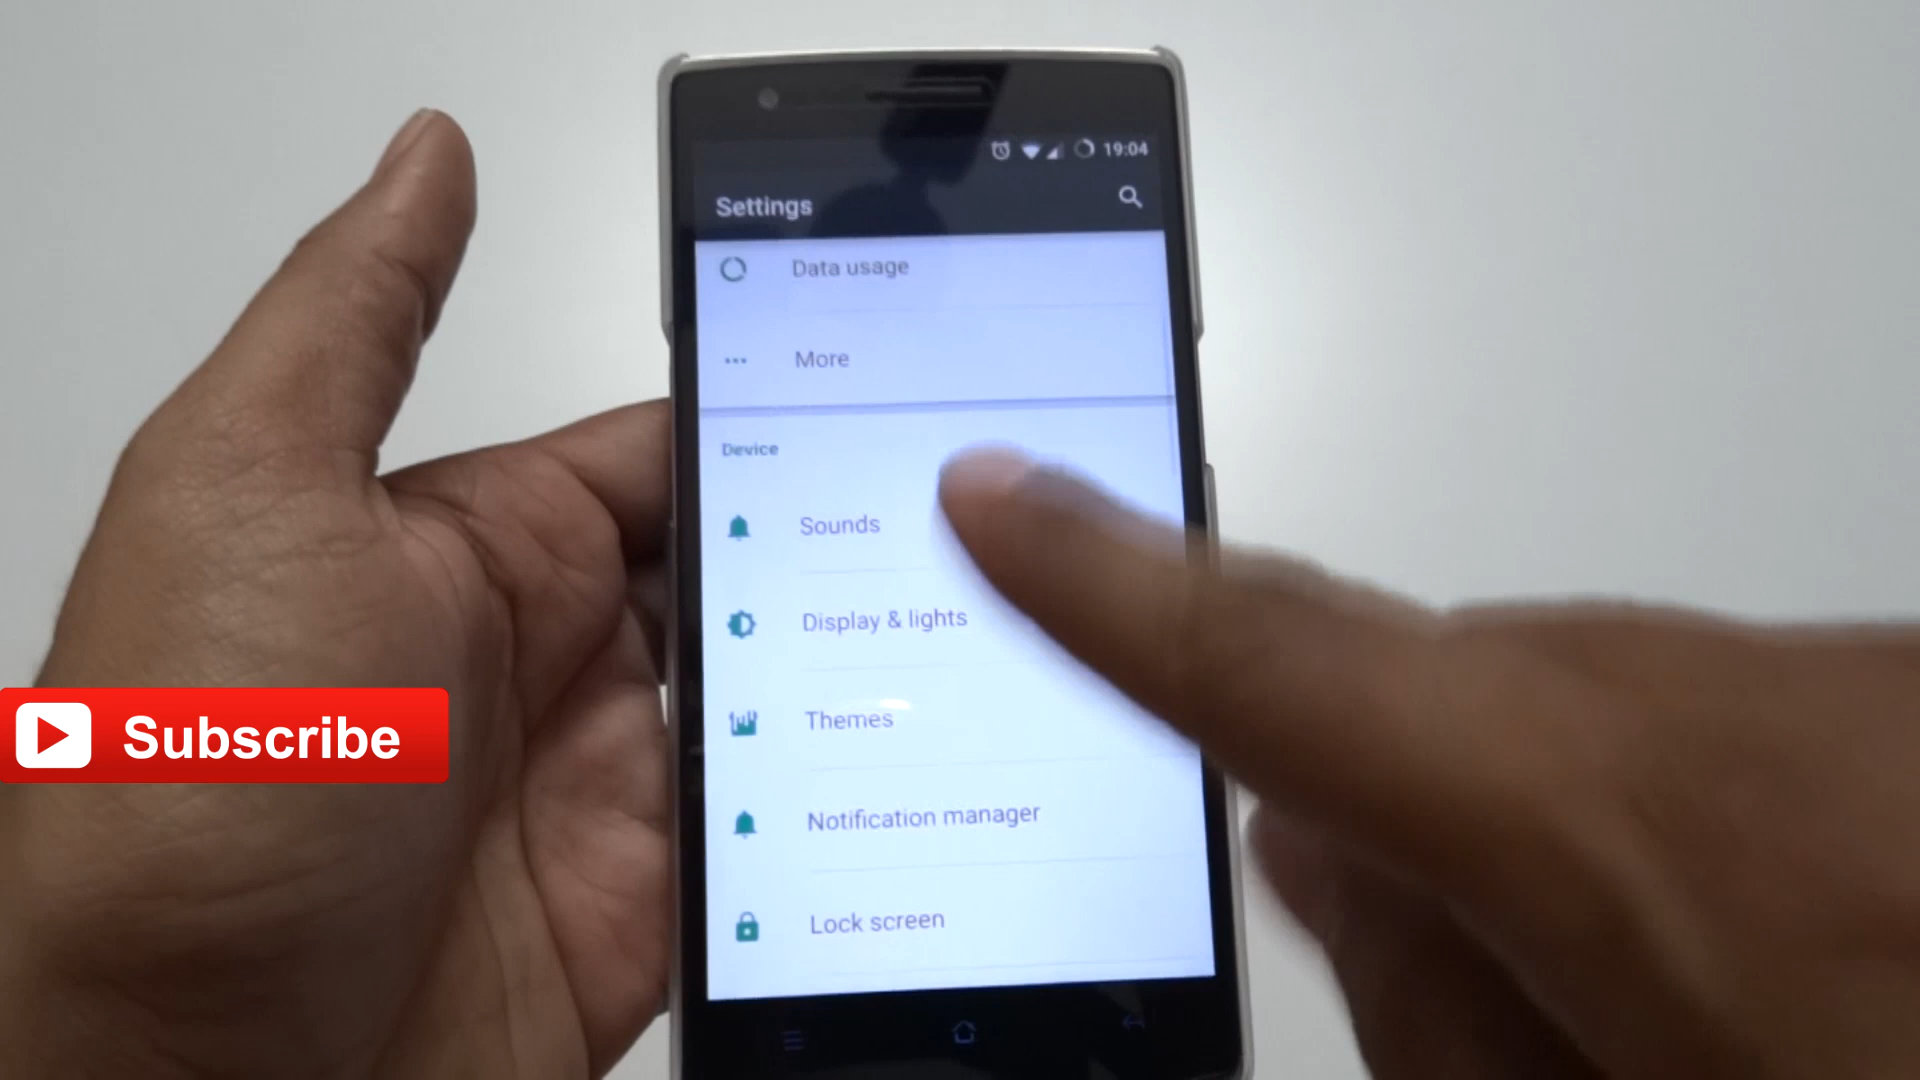 19:04
Settings
Data usage
More
Device
Sounds
Display & lights
Themes
Subscribe
Notification manager
Lock screen